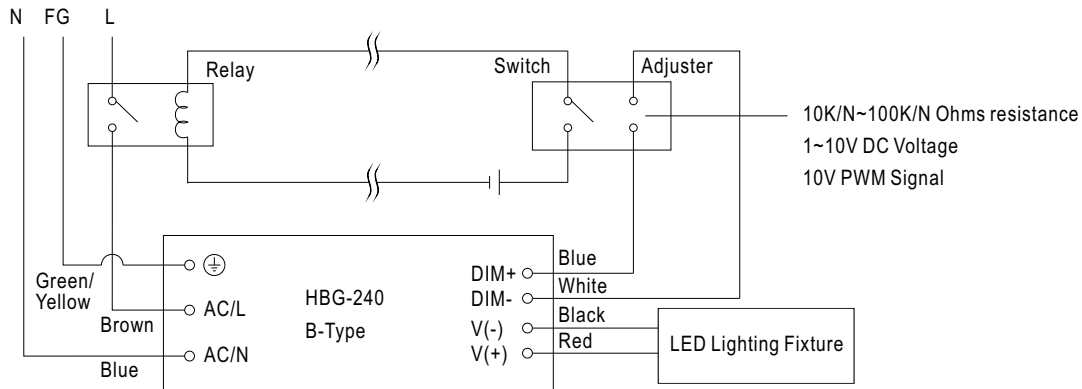 N FG L
Relay
Switch
Adjuster
10K/N~100K/N Ohms resistance
1~10V DC Voltage
10V PWM Signal
Green/
Yellow
Brown
Blue
AC/L
AC/N
HBG-240
B-Type
DIM+
DIM-
V(-)
V(+)
Blue
White
Black
Red
LED Lighting Fixture